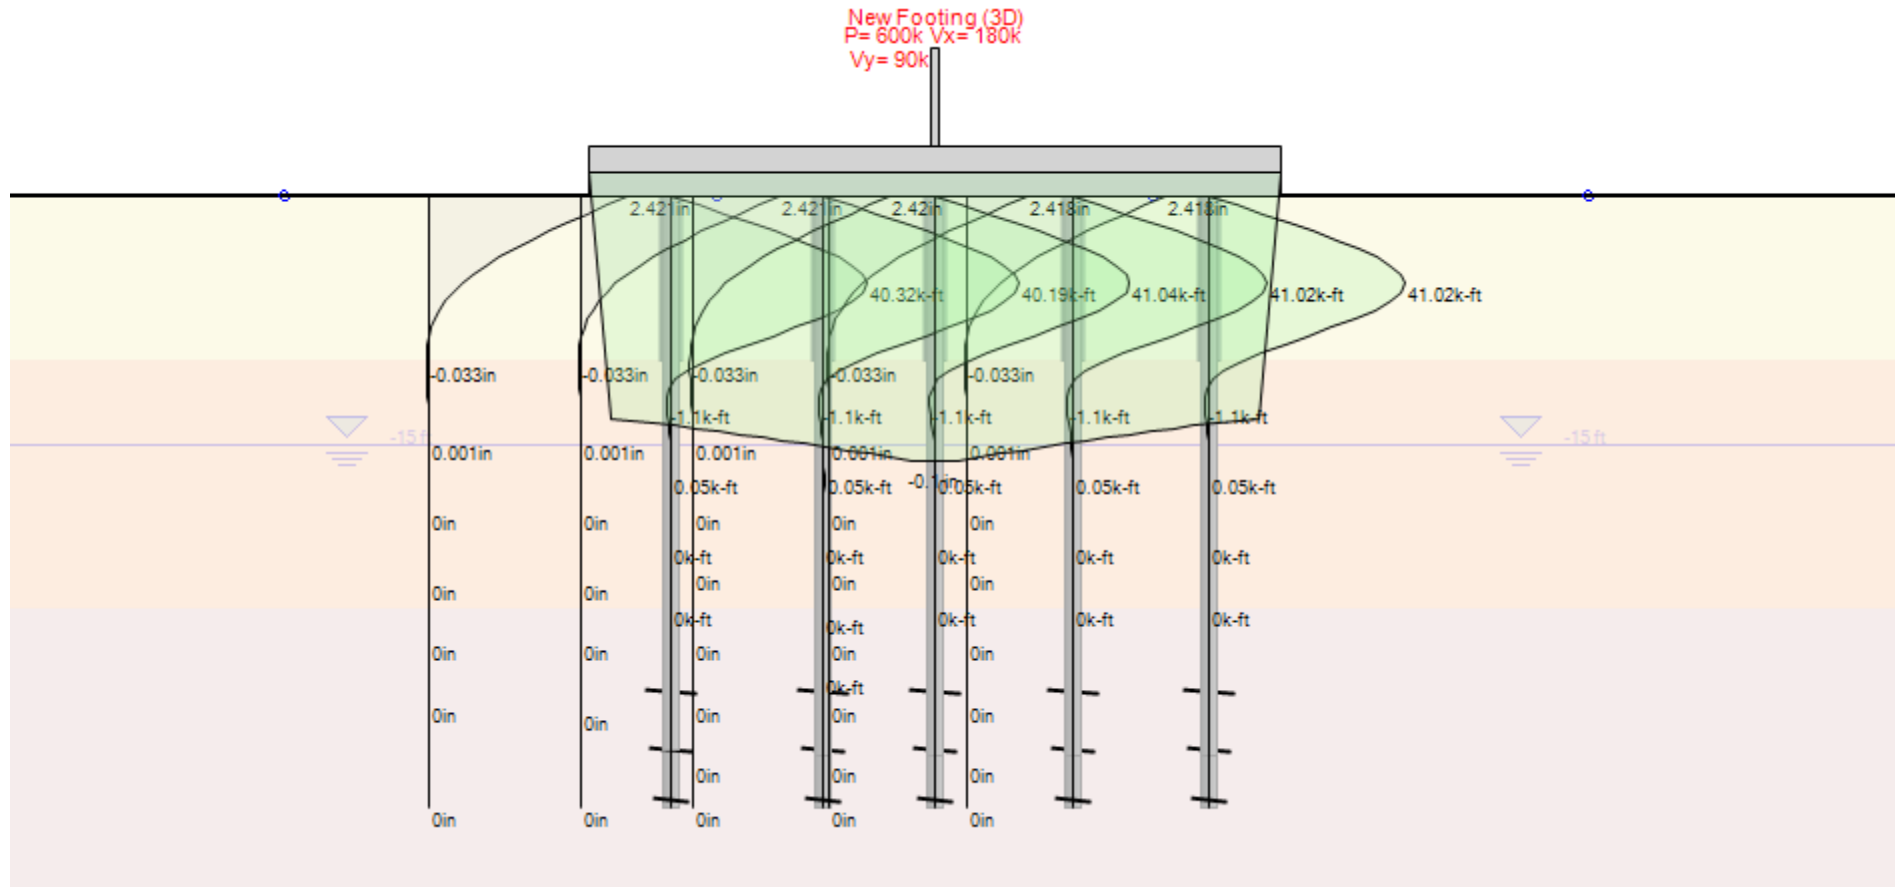 New Footing (3D)
P= 600k Vx= 180k
Vy= 90k
2.421in 2.421in 2.42in 2.418in 2.418in
40.32k-ft 40.19k-ft 41.04k-ft 41.02k-ft 41.02k-ft
-0.033in -0.033in -0.033in -0.033in -0.033in
-1.1k-ft -1.1k-ft -1.1k-ft -1.1k-ft -1.1k-ft
-15 ft -15 ft
0.001in 0.001in 0.001in 0.001in 0.001in
-0.1in
0.05k-ft 0.05k-ft 0.05k-ft 0.05k-ft 0.05k-ft
0in 0in 0in 0in 0in
0k-ft 0k-ft 0k-ft 0k-ft 0k-ft
0in 0in
0in 0in 0in
0k-ft 0k-ft 0k-ft 0k-ft
0k-ft
0in 0in 0in 0in 0in
0k-ft
0in 0in 0in 0in
0in
0in 0in 0in
0in 0in 0in 0in 0in